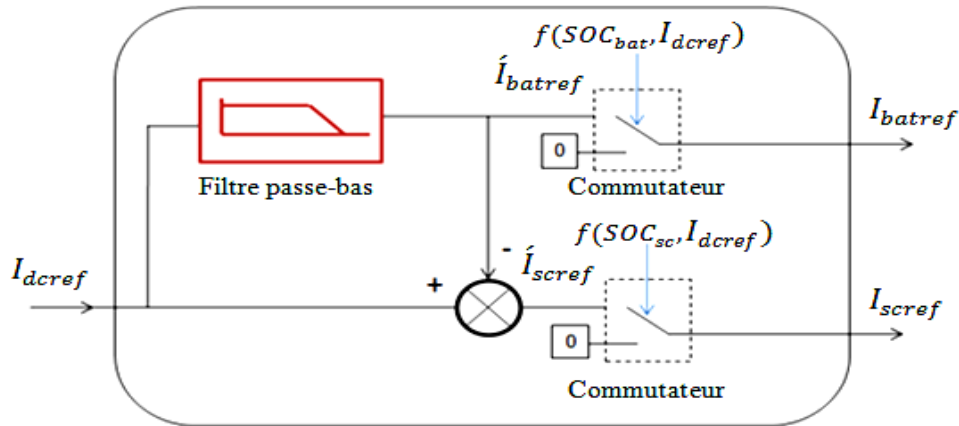 f(SOC_bat, I_dcref)
Í_batref
I_batref
0
Filtre passe-bas
Commutateur
f(SOC_sc, I_dcref)
-
Í_scref
I_dcref
+
I_scref
0
Commutateur